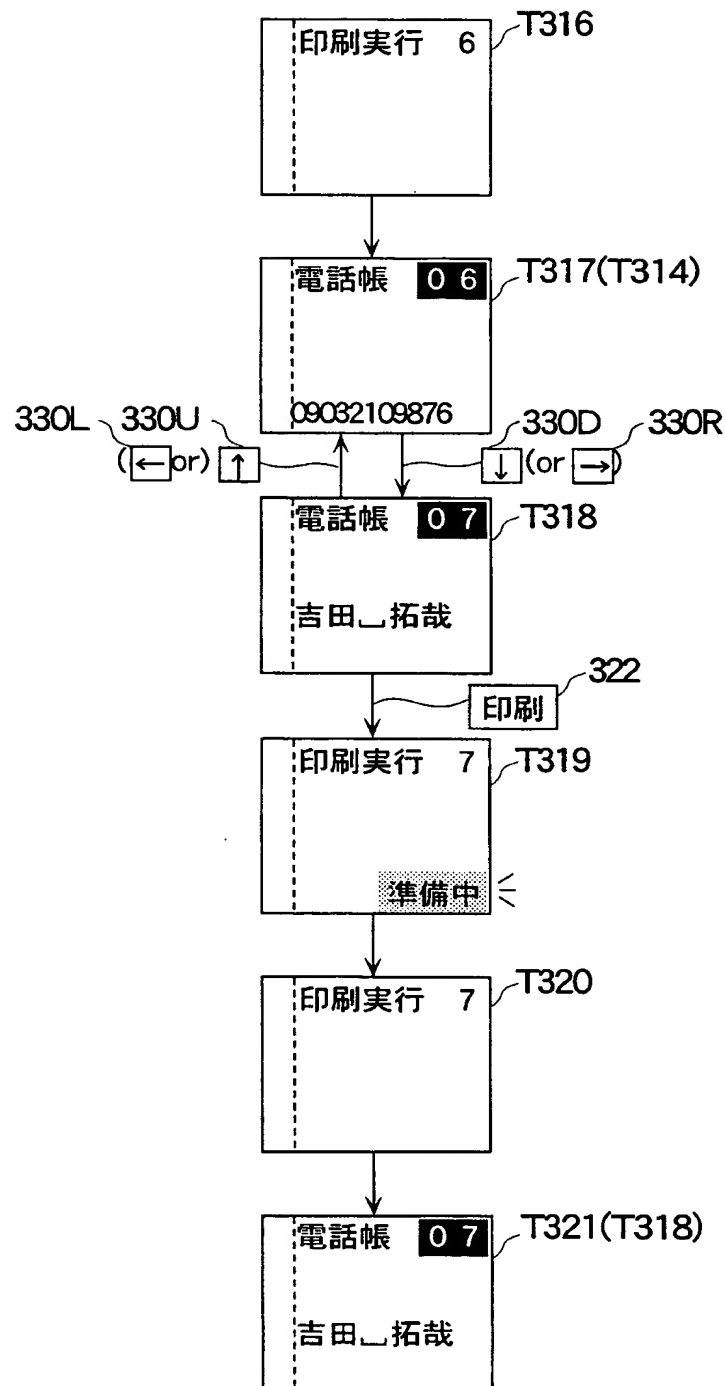 印刷実行 6 T316
電話帳 06 T317(T314)
09032109876
330L 330U 330D 330R
(← or) ↑ ↓ (or →)
電話帳 07 T318
吉田␣拓哉
322
印刷
印刷実行 7 T319
準備中
印刷実行 7 T320
電話帳 07 T321(T318)
吉田␣拓哉